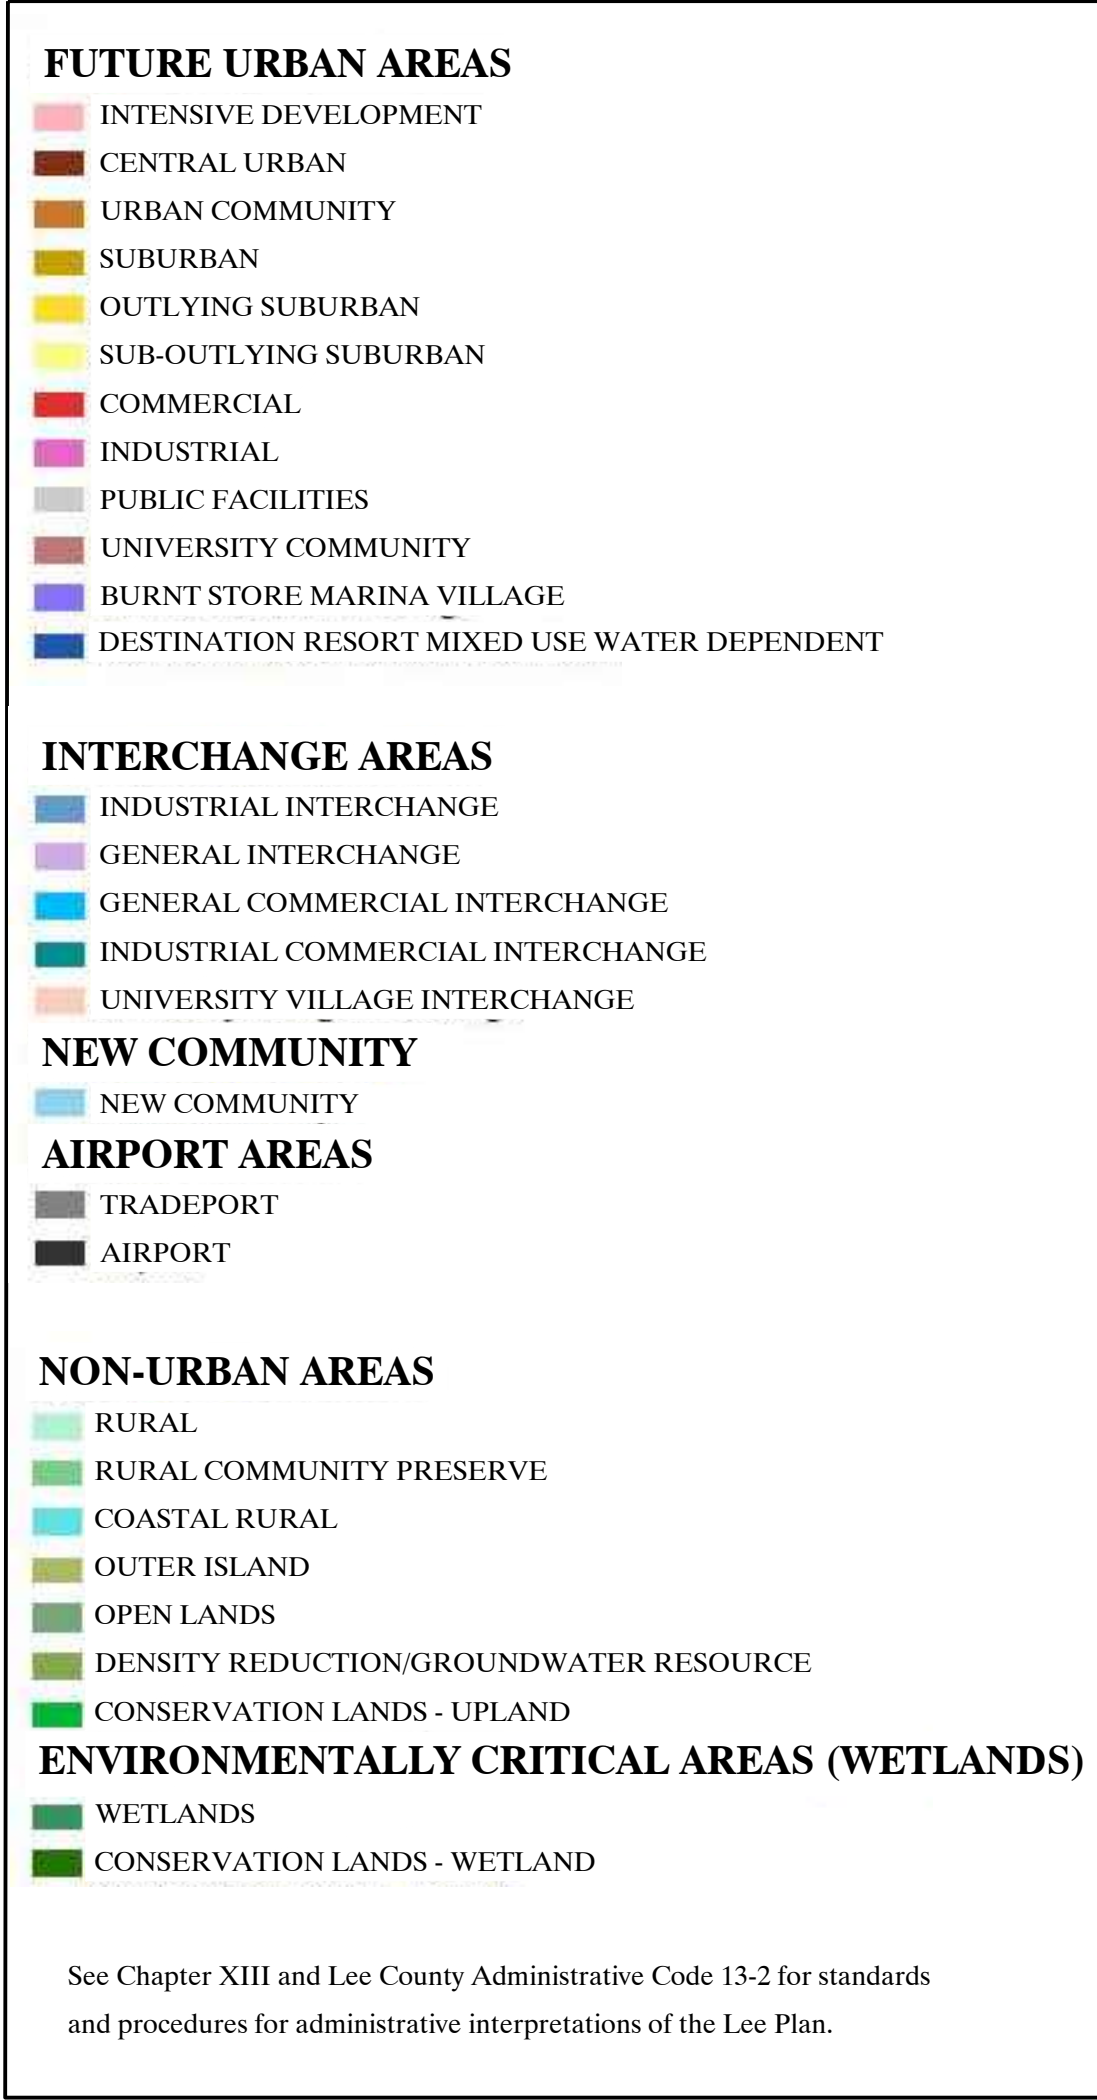 FUTURE URBAN AREAS
INTENSIVE DEVELOPMENT
CENTRAL URBAN
URBAN COMMUNITY
SUBURBAN
OUTLYING SUBURBAN
SUB-OUTLYING SUBURBAN
COMMERCIAL
INDUSTRIAL
PUBLIC FACILITIES
UNIVERSITY COMMUNITY
BURNT STORE MARINA VILLAGE
DESTINATION RESORT MIXED USE WATER DEPENDENT
INTERCHANGE AREAS
INDUSTRIAL INTERCHANGE
GENERAL INTERCHANGE
GENERAL COMMERCIAL INTERCHANGE
INDUSTRIAL COMMERCIAL INTERCHANGE
UNIVERSITY VILLAGE INTERCHANGE
NEW COMMUNITY
NEW COMMUNITY
AIRPORT AREAS
TRADEPORT
AIRPORT
NON-URBAN AREAS
RURAL
RURAL COMMUNITY PRESERVE
COASTAL RURAL
OUTER ISLAND
OPEN LANDS
DENSITY REDUCTION/GROUNDWATER RESOURCE
CONSERVATION LANDS - UPLAND
ENVIRONMENTALLY CRITICAL AREAS (WETLANDS)
WETLANDS
CONSERVATION LANDS - WETLAND
See Chapter XIII and Lee County Administrative Code 13-2 for standards
and procedures for administrative interpretations of the Lee Plan.